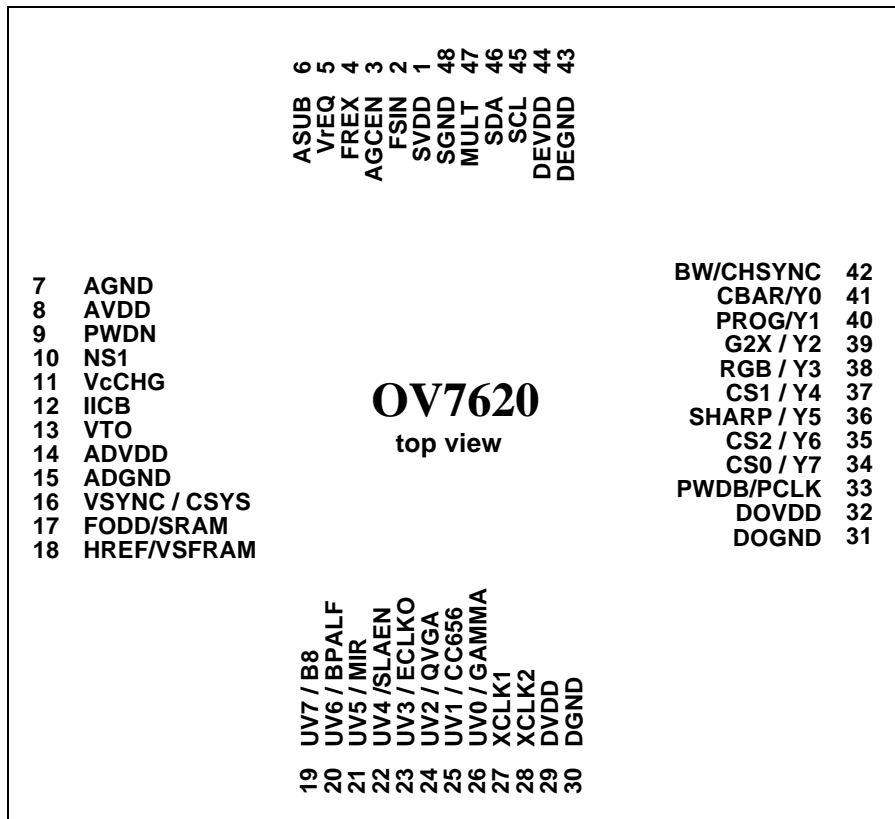 6 ASUB
5 VrEQ
4 FREX
3 AGCEN
2 FSIN
1 SVDD
48 SGND
47 MULT
46 SDA
45 SCL
44 DEVDD
43 DEGND
7 AGND
8 AVDD
9 PWDN
10 NS1
11 VcCHG
12 IICB
13 VTO
14 ADVDD
15 ADGND
16 VSYNC / CSYS
17 FODD/SRAM
18 HREF/VSFRAM
OV7620
top view
BW/CHSYNC 42
CBAR/Y0 41
PROG/Y1 40
G2X / Y2 39
RGB / Y3 38
CS1 / Y4 37
SHARP / Y5 36
CS2 / Y6 35
CS0 / Y7 34
PWDB/PCLK 33
DOVDD 32
DOGND 31
19 UV7 / B8
20 UV6 / BPALF
21 UV5 / MIR
22 UV4 /SLAEN
23 UV3 / ECLKO
24 UV2 / QVGA
25 UV1 / CC656
26 UV0 / GAMMA
27 XCLK1
28 XCLK2
29 DVDD
30 DGND